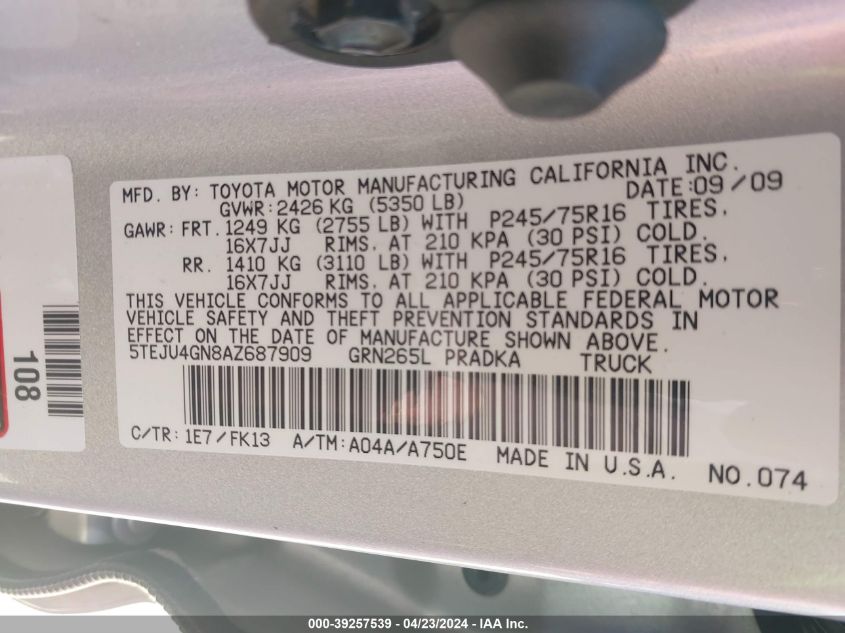 MFD. BY: TOYOTA MOTOR MANUFACTURING CALIFORNIA INC.
GVWR: 2426 KG (5350 LB) DATE: 09/09
GAWR: FRT. 1249 KG (2755 LB) WITH P245/75R16 TIRES.
16X7JJ RIMS. AT 210 KPA (30 PSI) COLD.
RR. 1410 KG (3110 LB) WITH P245/75R16 TIRES.
16X7JJ RIMS. AT 210 KPA (30 PSI) COLD.
THIS VEHICLE CONFORMS TO ALL APPLICABLE FEDERAL MOTOR
VEHICLE SAFETY AND THEFT PREVENTION STANDARDS IN
EFFECT ON THE DATE OF MANUFACTURE SHOWN ABOVE.
5TEJU4GN8AZ687909 GRN265L PRADKA TRUCK
C/TR: 1E7/FK13 A/TM: A04A/A750E MADE IN U.S.A. NO.074
108
000-39257539 - 04/23/2024 - IAA Inc.